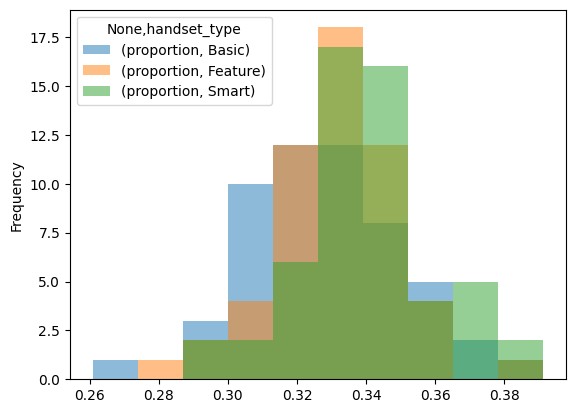 None,handset_type
(proportion, Basic)
(proportion, Feature)
(proportion, Smart)
Frequency
17.5
15.0
12.5
10.0
7.5
5.0
2.5
0.0
0.26 0.28 0.30 0.32 0.34 0.36 0.38